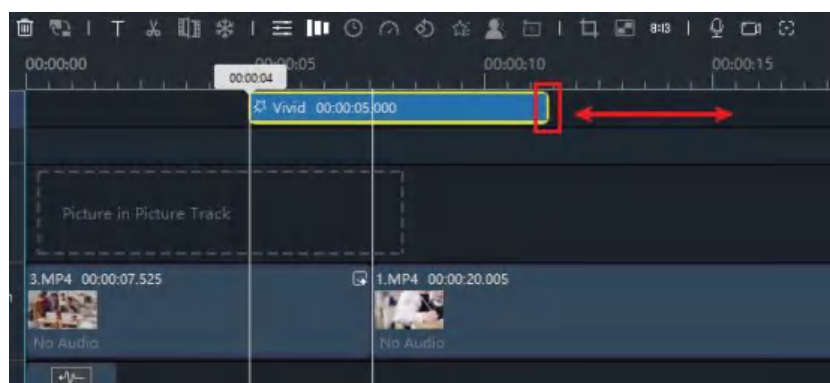 T
8:13
00:00:00
00:00:05
00:00:10
00:00:15
00:00:04
Vivid 00:00:05.000
Picture in Picture Track
3.MP4 00:00:07.525
1.MP4 00:00:20.005
No Audio
No Audio